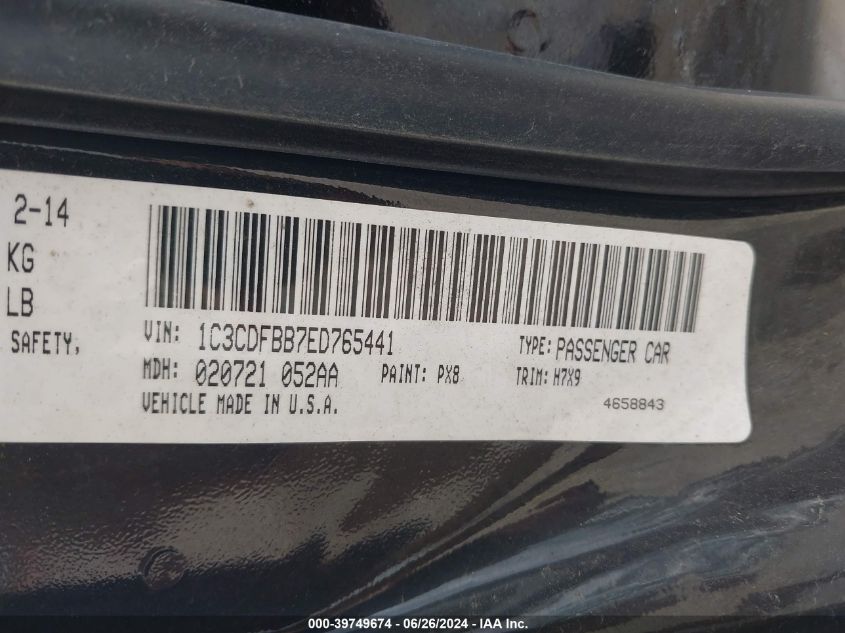 2-14
KG
LB
SAFETY,
VIN: 1C3CDFBB7ED765441
TYPE: PASSENGER CAR
MDH: 020721 052AA
PAINT: PX8
TRIM: H7X9
VEHICLE MADE IN U.S.A.
4658843
000-39749674 / 06/26/2024 - IAA Inc.